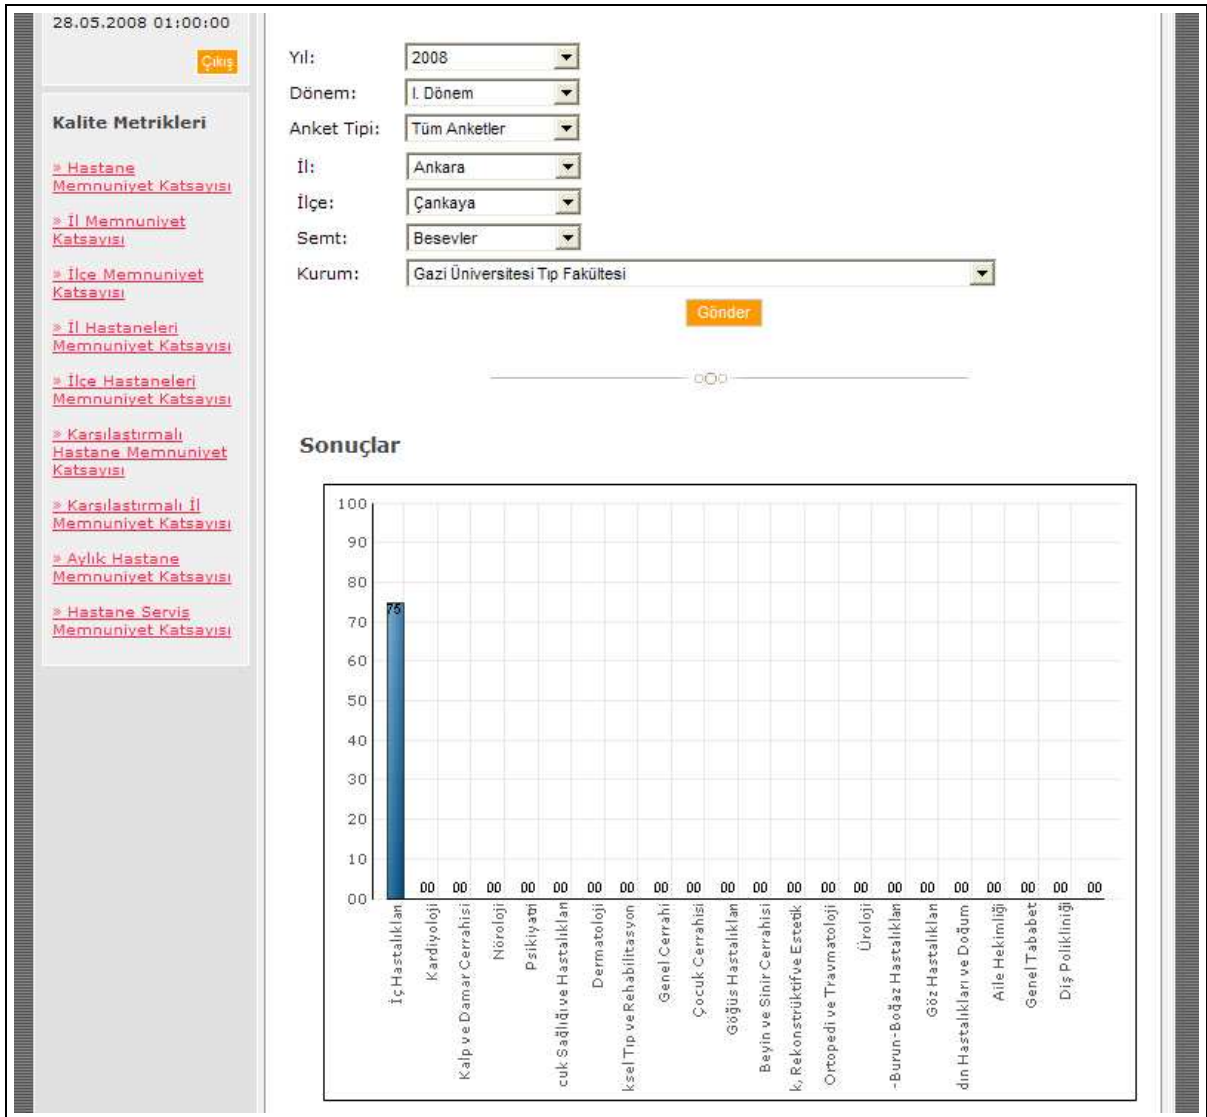 28.05.2008 01:00:00
Çıkış
Kalite Metrikleri
» Hastane
Memnuniyet Katsayısı
» İl Memnuniyet
Katsayısı
» İlçe Memnuniyet
Katsayısı
» İl Hastaneleri
Memnuniyet Katsayısı
» İlçe Hastaneleri
Memnuniyet Katsayısı
» Karşılaştırmalı
Hastane Memnuniyet
Katsayısı
» Karşılaştırmalı İl
Memnuniyet Katsayısı
» Aylık Hastane
Memnuniyet Katsayısı
» Hastane Servis
Memnuniyet Katsayısı
Yıl: 2008
Dönem: I. Dönem
Anket Tipi: Tüm Anketler
İl: Ankara
İlçe: Çankaya
Semt: Besevler
Kurum: Gazi Üniversitesi Tıp Fakültesi
Gönder
Sonuçlar
100
90
80
70
60
50
40
30
20
10
00
75
00 00 00 00 00 00 00 00 00 00 00 00 00 00 00 00 00 00 00 00 00
İç Hastalıkları
Kardiyoloji
Kalp ve Damar Cerrahisi
Nöroloji
Psikiyatri
cuk Sağlığı ve Hastalıkları
Dermatoloji
ksel Tıp ve Rehabilitasyon
Genel Cerrahi
Çocuk Cerrahisi
Göğüs Hastalıkları
Beyin ve Sinir Cerrahisi
k, Rekonstrüktif ve Estetik
Ortopedi ve Travmatoloji
Üroloji
-Burun-Boğaz Hastalıkları
Göz Hastalıkları
dın Hastalıkları ve Doğum
Aile Hekimliği
Genel Tababet
Diş Polikliniği